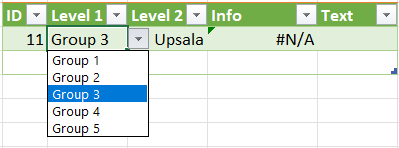 ID Level 1 Level 2 Info Text
11 Group 3 Upsala #N/A
Group 1
Group 2
Group 3
Group 4
Group 5